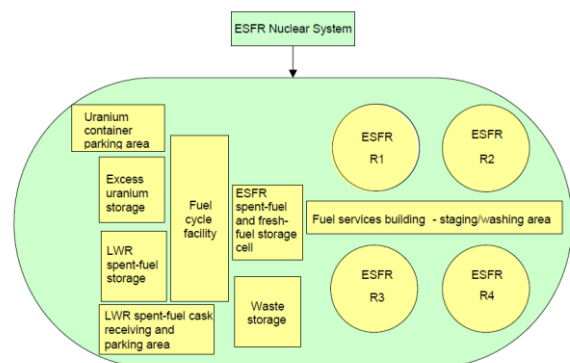 ESFR Nuclear System
Uranium
container
parking area
Excess
uranium
storage
LWR
spent-fuel
storage
LWR spent-fuel cask
receiving and
parking area
Fuel
cycle
facility
ESFR
spent-fuel
and fresh-
fuel storage
cell
Waste
storage
ESFR
R1
ESFR
R2
Fuel services building - staging/washing area
ESFR
R3
ESFR
R4